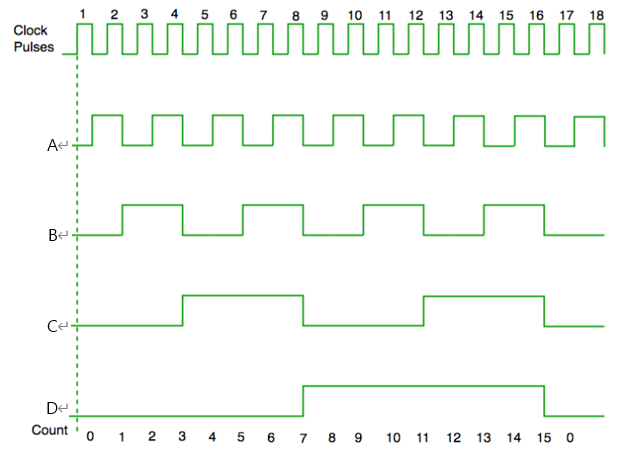 1 2 3 4 5 6 7 8 9 10 11 12 13 14 15 16 17 18
Clock
Pulses
A↵
B↵
C↵
D↵
Count
0 1 2 3 4 5 6 7 8 9 10 11 12 13 14 15 0